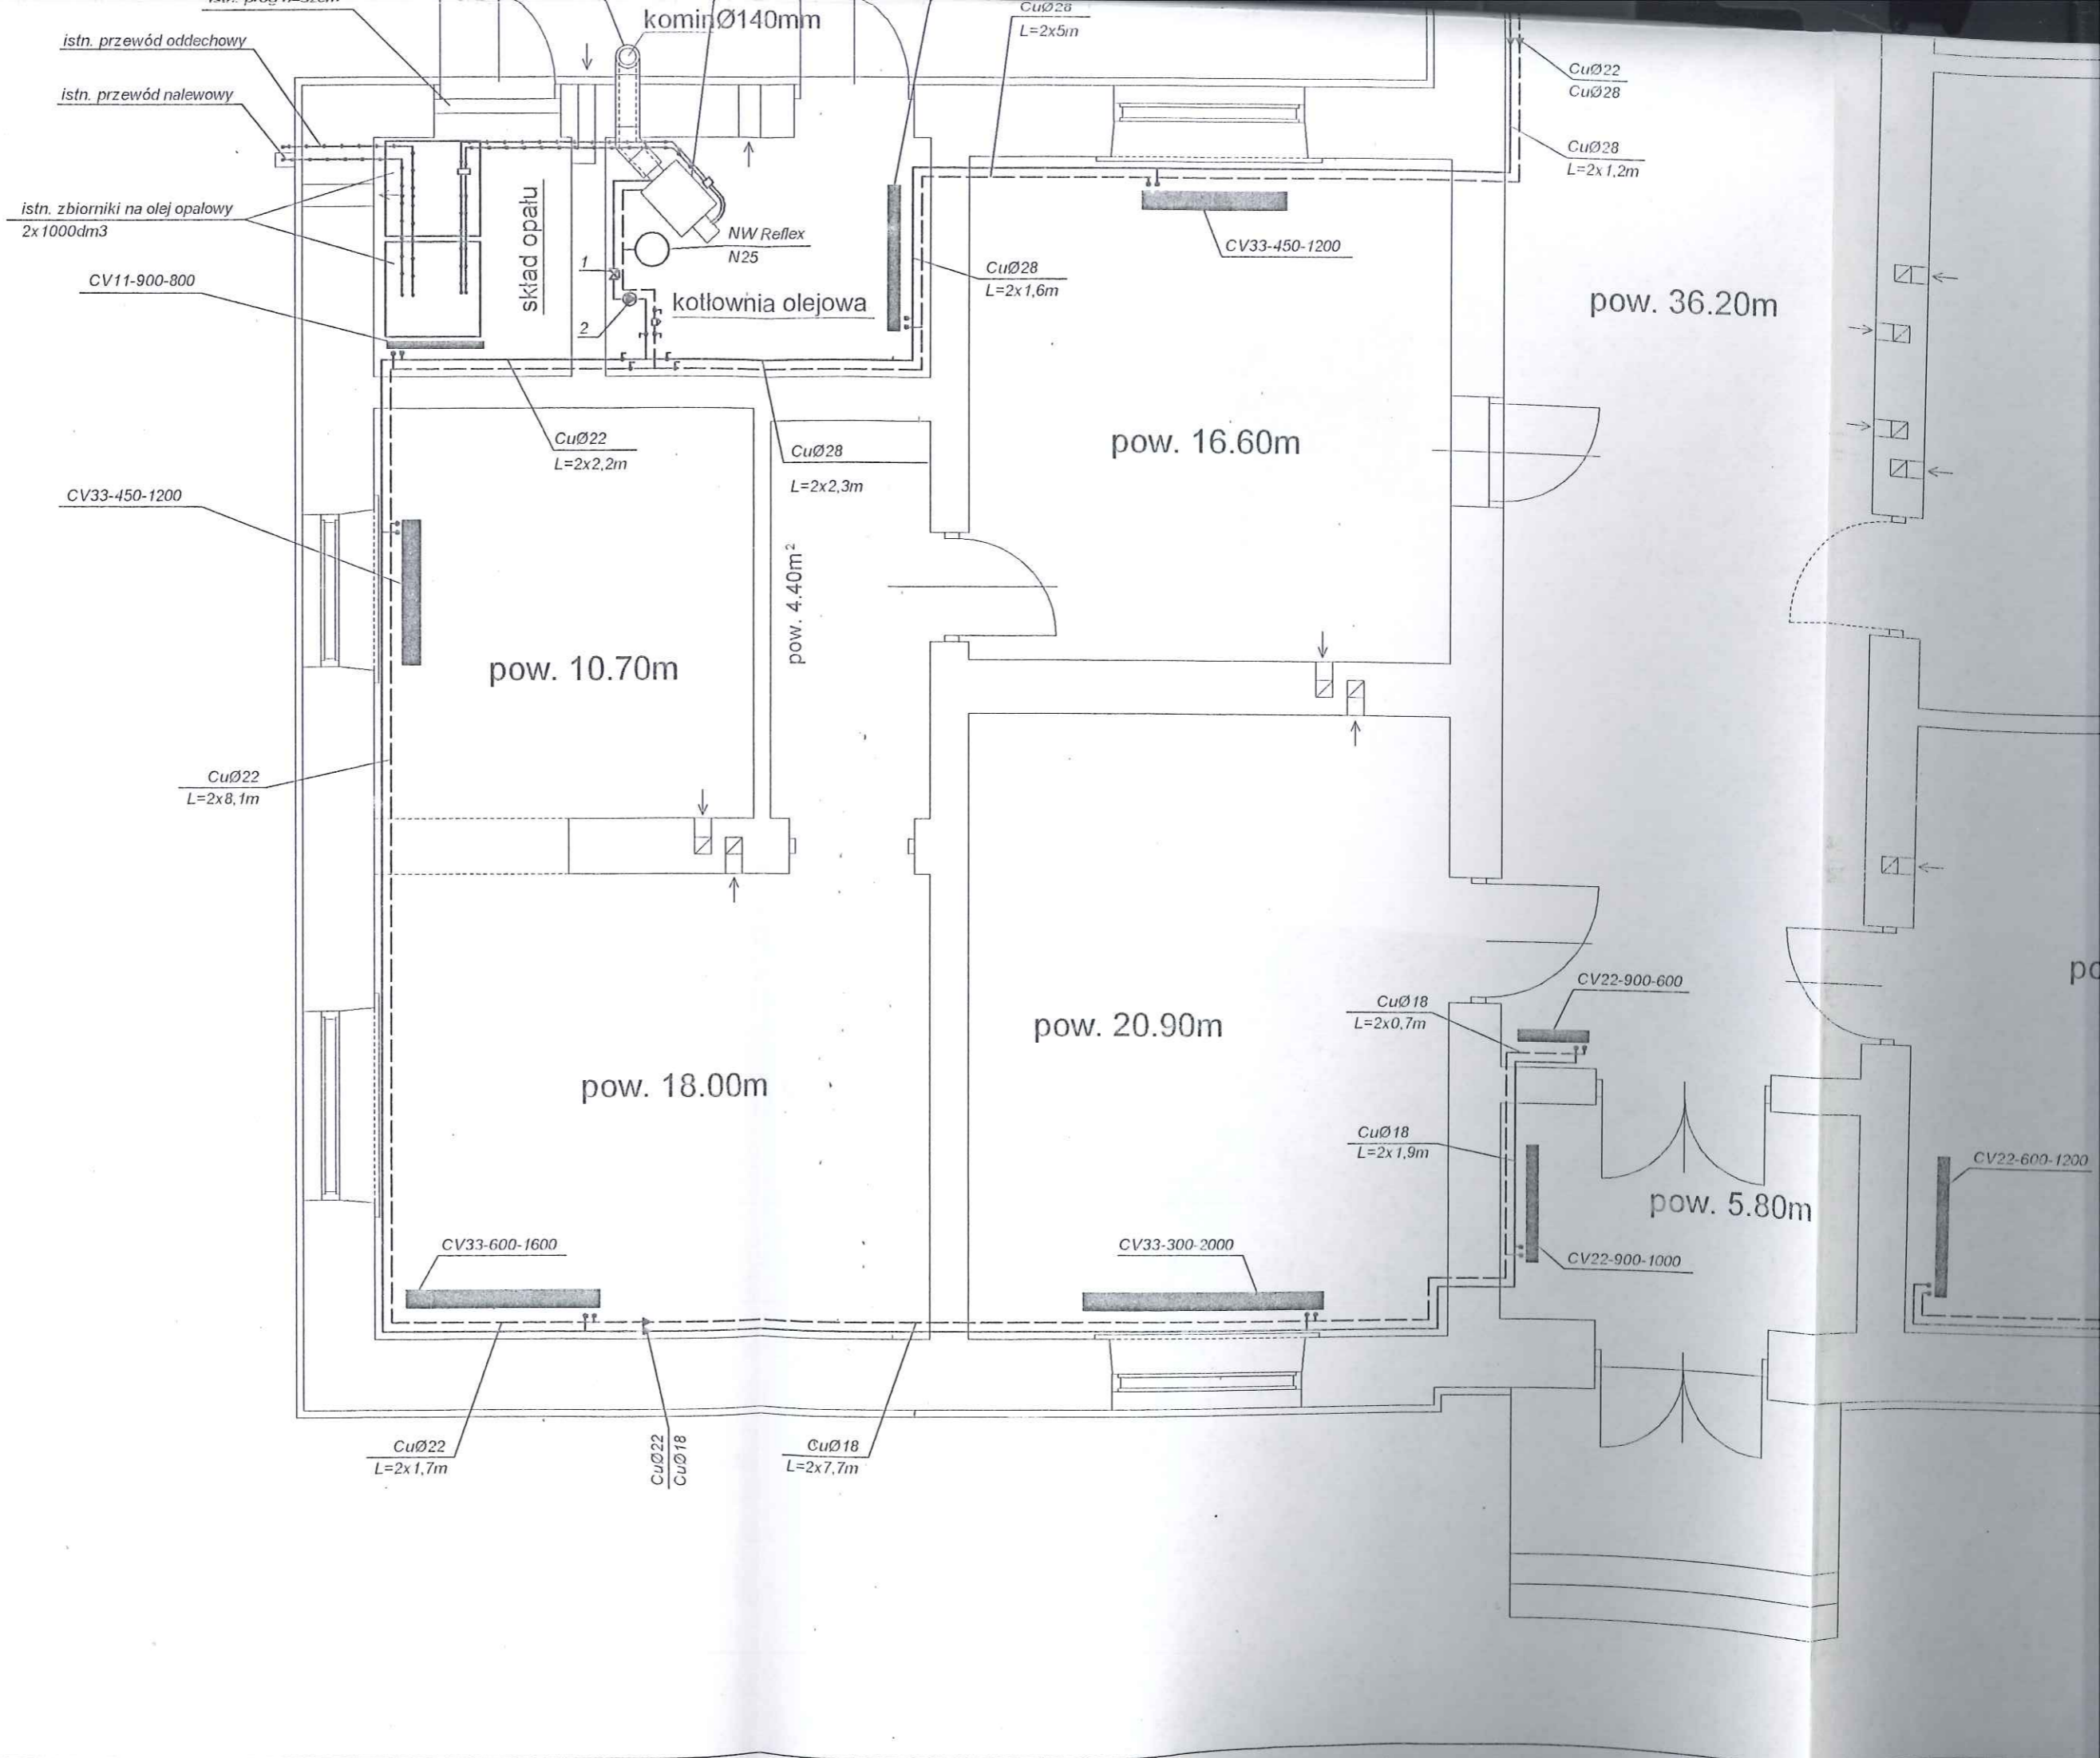 kominØ140mm
CuØ28
L=2x5m
istn. przewód oddechowy
istn. przewód nalewowy
CuØ22
CuØ28
CuØ28
L=2x1,2m
istn. zbiorniki na olej opałowy
2x1000dm3
skład opału
NW Reflex
N25
1
CV33-450-1200
CuØ28
L=2x1,6m
CV11-900-800
kotłownia olejowa
2
pow. 36.20m
CuØ22
L=2x2,2m
CuØ28
L=2x2,3m
pow. 16.60m
CV33-450-1200
pow. 4.40m²
pow. 10.70m
CuØ22
L=2x8,1m
CV22-900-600
CuØ18
L=2x0,7m
pow. 20.90m
pow. 18.00m
CuØ18
L=2x1,9m
CV22-600-1200
pow. 5.80m
CV33-600-1600
CV33-300-2000
CV22-900-1000
CuØ22
L=2x1,7m
CuØ22
CuØ18
CuØ18
L=2x7,7m